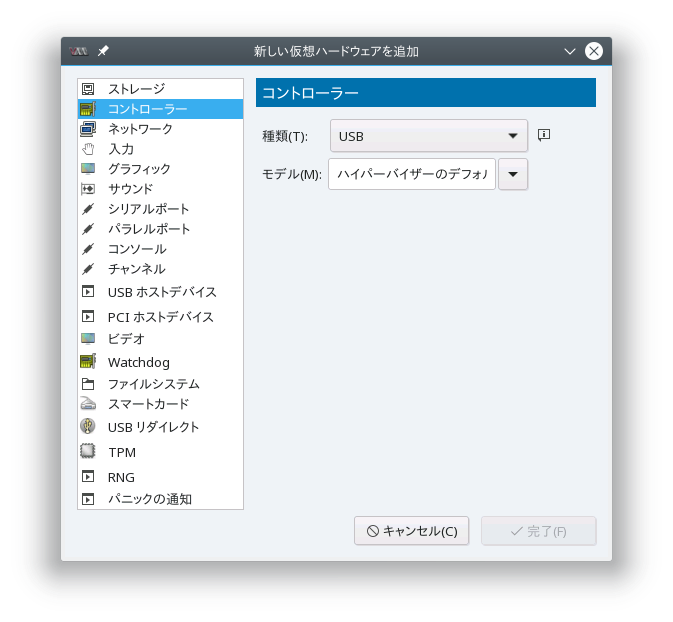 新しい仮想ハードウェアを追加
ストレージ
コントローラー
ネットワーク
入力
グラフィック
サウンド
シリアルポート
パラレルポート
コンソール
チャンネル
USB ホストデバイス
PCI ホストデバイス
ビデオ
Watchdog
ファイルシステム
スマートカード
USB リダイレクト
TPM
RNG
パニックの通知
コントローラー
種類(T): USB
モデル(M): ハイパーバイザーのデフォ
キャンセル(C) 完了(F)